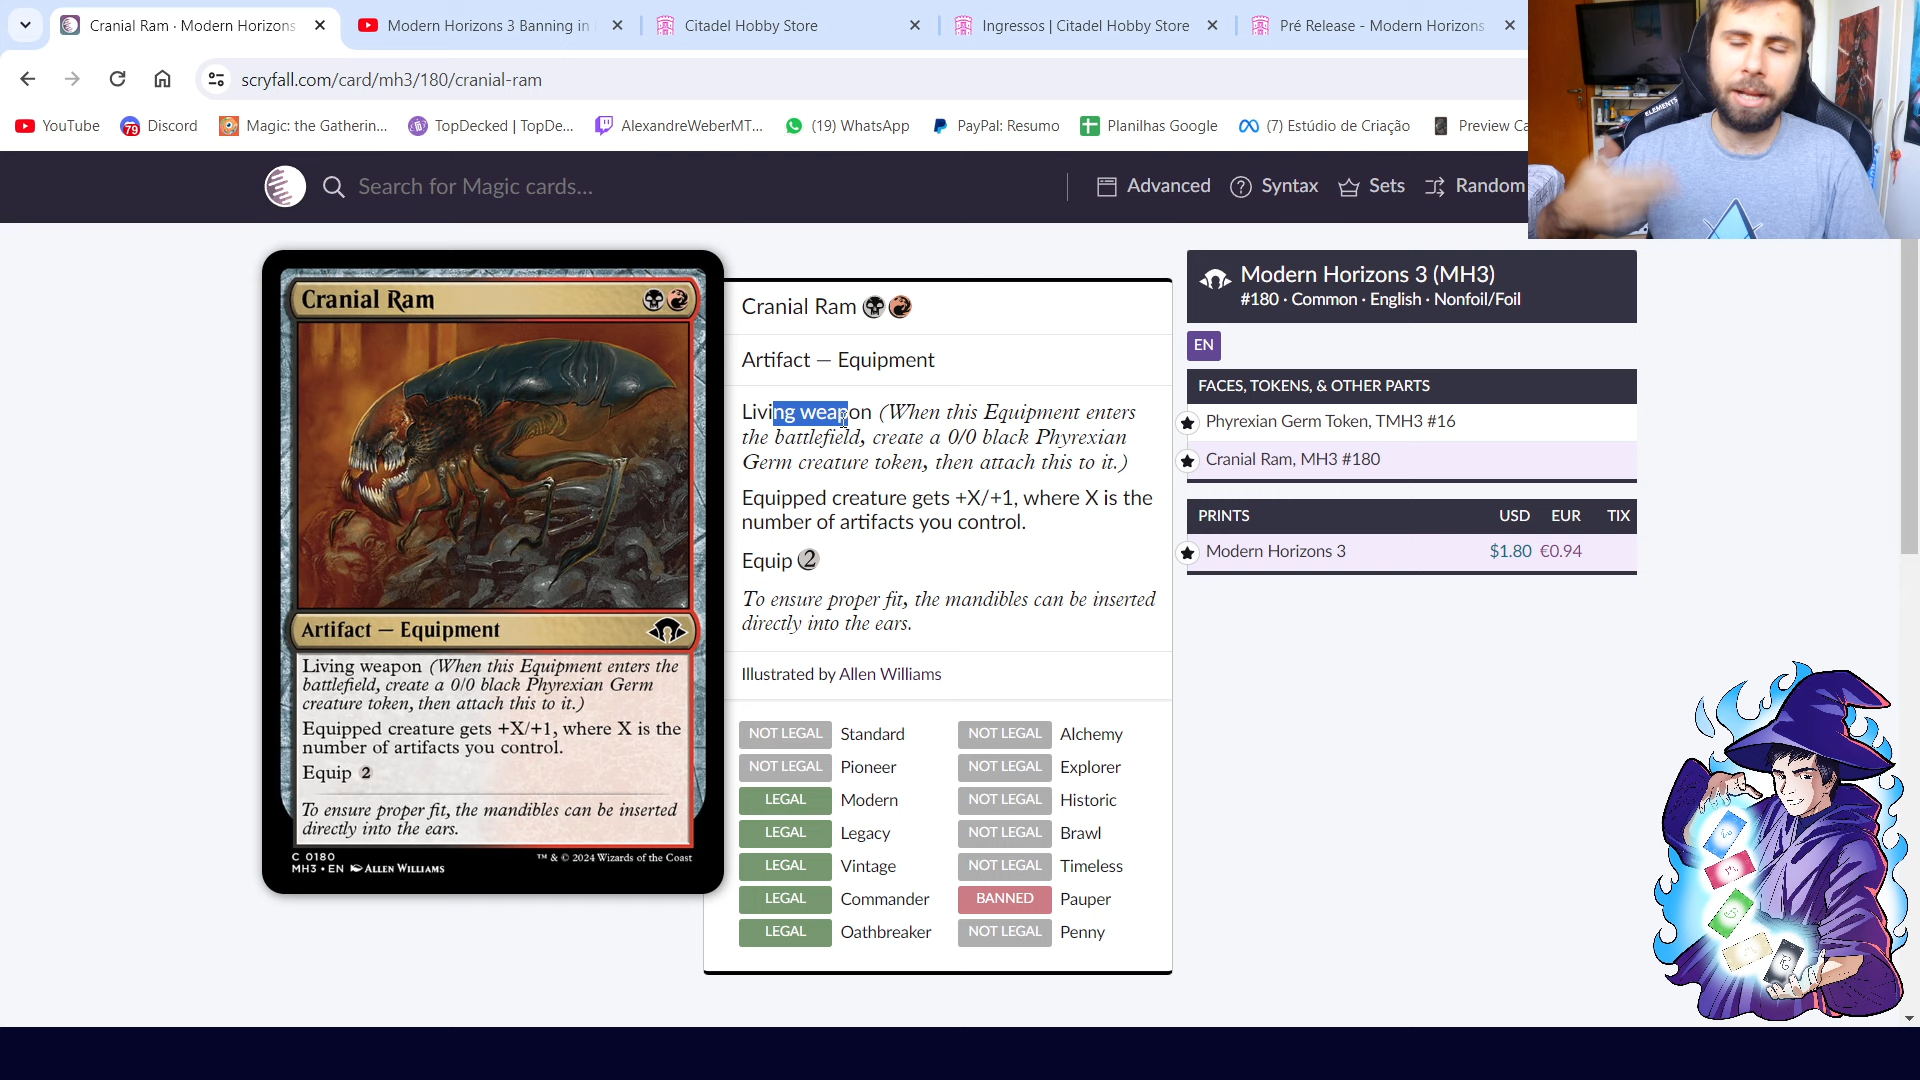 Cranial Ram · Modern Horizons
Modern Horizons 3 Banning in
Citadel Hobby Store
Ingressos | Citadel Hobby Store
Pré Release - Modern Horizons
scryfall.com/card/mh3/180/cranial-ram
YouTube
79 Discord
Magic: the Gatherin...
TopDecked | TopDe...
AlexandreWeberMT...
(19) WhatsApp
PayPal: Resumo
Planilhas Google
(7) Estúdio de Criação
Preview Ca
Search for Magic cards...
Advanced
Syntax
Sets
Random
ELEMENTS
Cranial Ram
Artifact — Equipment
Living weapon (When this Equipment enters the
battlefield, create a 0/0 black Phyrexian Germ
creature token, then attach this to it.)
Equipped creature gets +X/+1, where X is the
number of artifacts you control.
Equip 2
To ensure proper fit, the mandibles can be inserted
directly into the ears.
C 0180
MH3 • EN ALLEN WILLIAMS
™ & © 2024 Wizards of the Coast
Cranial Ram
Artifact — Equipment
Living weapon (When this Equipment enters
the battlefield, create a 0/0 black Phyrexian
Germ creature token, then attach this to it.)
Equipped creature gets +X/+1, where X is the
number of artifacts you control.
Equip 2
To ensure proper fit, the mandibles can be inserted
directly into the ears.
Illustrated by Allen Williams
NOT LEGAL Standard NOT LEGAL Alchemy
NOT LEGAL Pioneer NOT LEGAL Explorer
LEGAL Modern NOT LEGAL Historic
LEGAL Legacy NOT LEGAL Brawl
LEGAL Vintage NOT LEGAL Timeless
LEGAL Commander BANNED Pauper
LEGAL Oathbreaker NOT LEGAL Penny
Modern Horizons 3 (MH3)
#180 · Common · English · Nonfoil/Foil
EN
FACES, TOKENS, & OTHER PARTS
Phyrexian Germ Token, TMH3 #16
Cranial Ram, MH3 #180
PRINTS USD EUR TIX
Modern Horizons 3 $1.80 €0.94